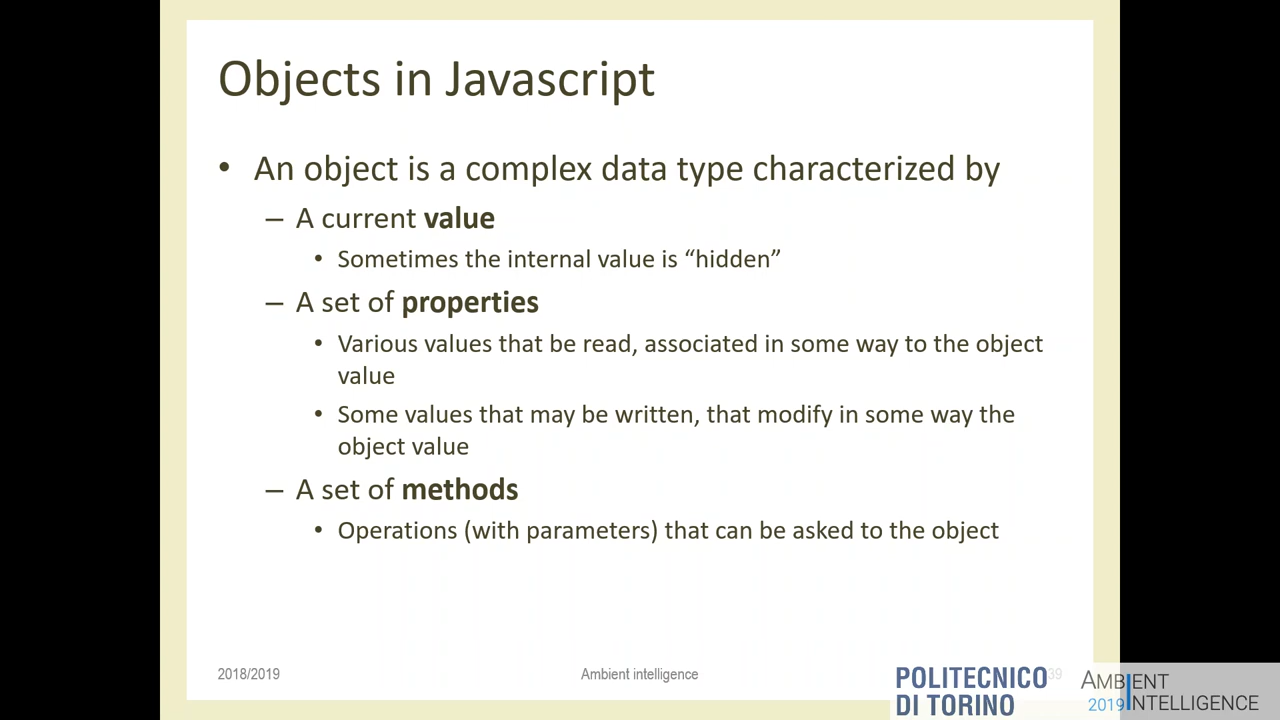 Objects in Javascript
• An object is a complex data type characterized by
– A current value
• Sometimes the internal value is “hidden”
– A set of properties
• Various values that be read, associated in some way to the object
value
• Some values that may be written, that modify in some way the
object value
– A set of methods
• Operations (with parameters) that can be asked to the object
2018/2019
Ambient intelligence
39
POLITECNICO
DI TORINO
AMBIENT
2019 INTELLIGENCE